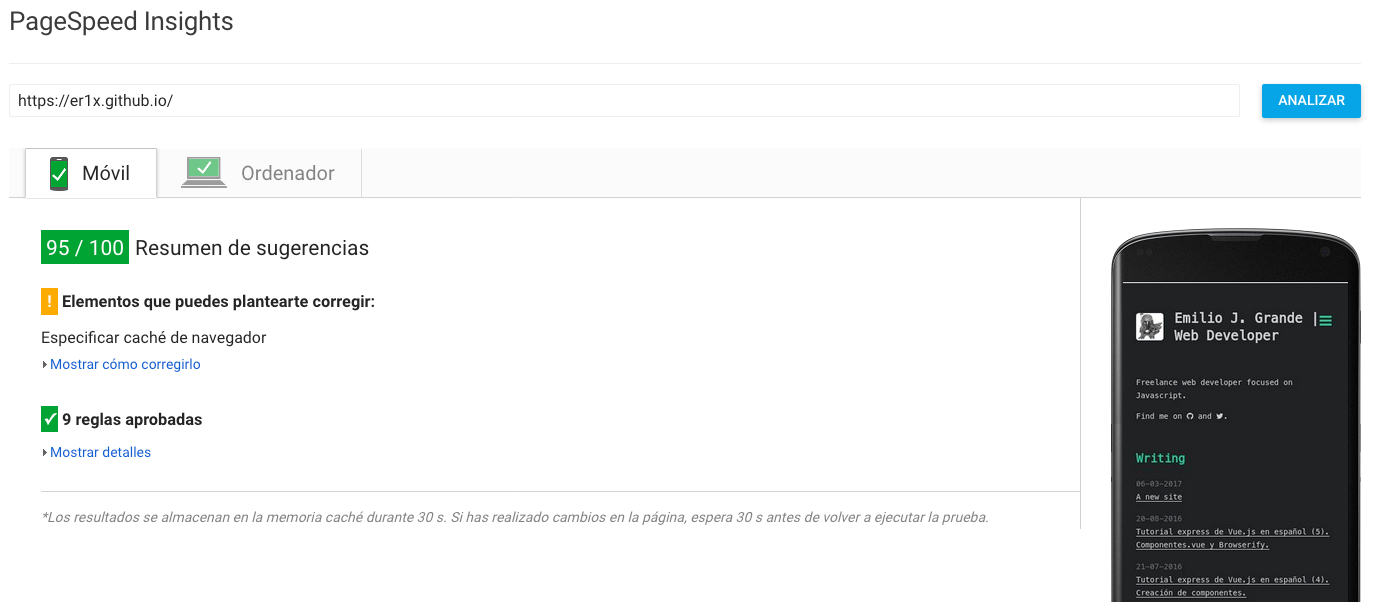 PageSpeed Insights
https://er1x.github.io/
ANALIZAR
Móvil
Ordenador
95 / 100 Resumen de sugerencias
! Elementos que puedes plantearte corregir:
Especificar caché de navegador
Mostrar cómo corregirlo
9 reglas aprobadas
Mostrar detalles
*Los resultados se almacenan en la memoria caché durante 30 s. Si has realizado cambios en la página, espera 30 s antes de volver a ejecutar la prueba.
Emilio J. Grande |
Web Developer
Freelance web developer focused on
Javascript.
Find me on and .
Writing
06-03-2017
A new site
20-08-2016
Tutorial express de Vue.js en español (5).
Componentes.vue y Browserify.
21-07-2016
Tutorial express de Vue.js en español (4).
Creación de componentes.